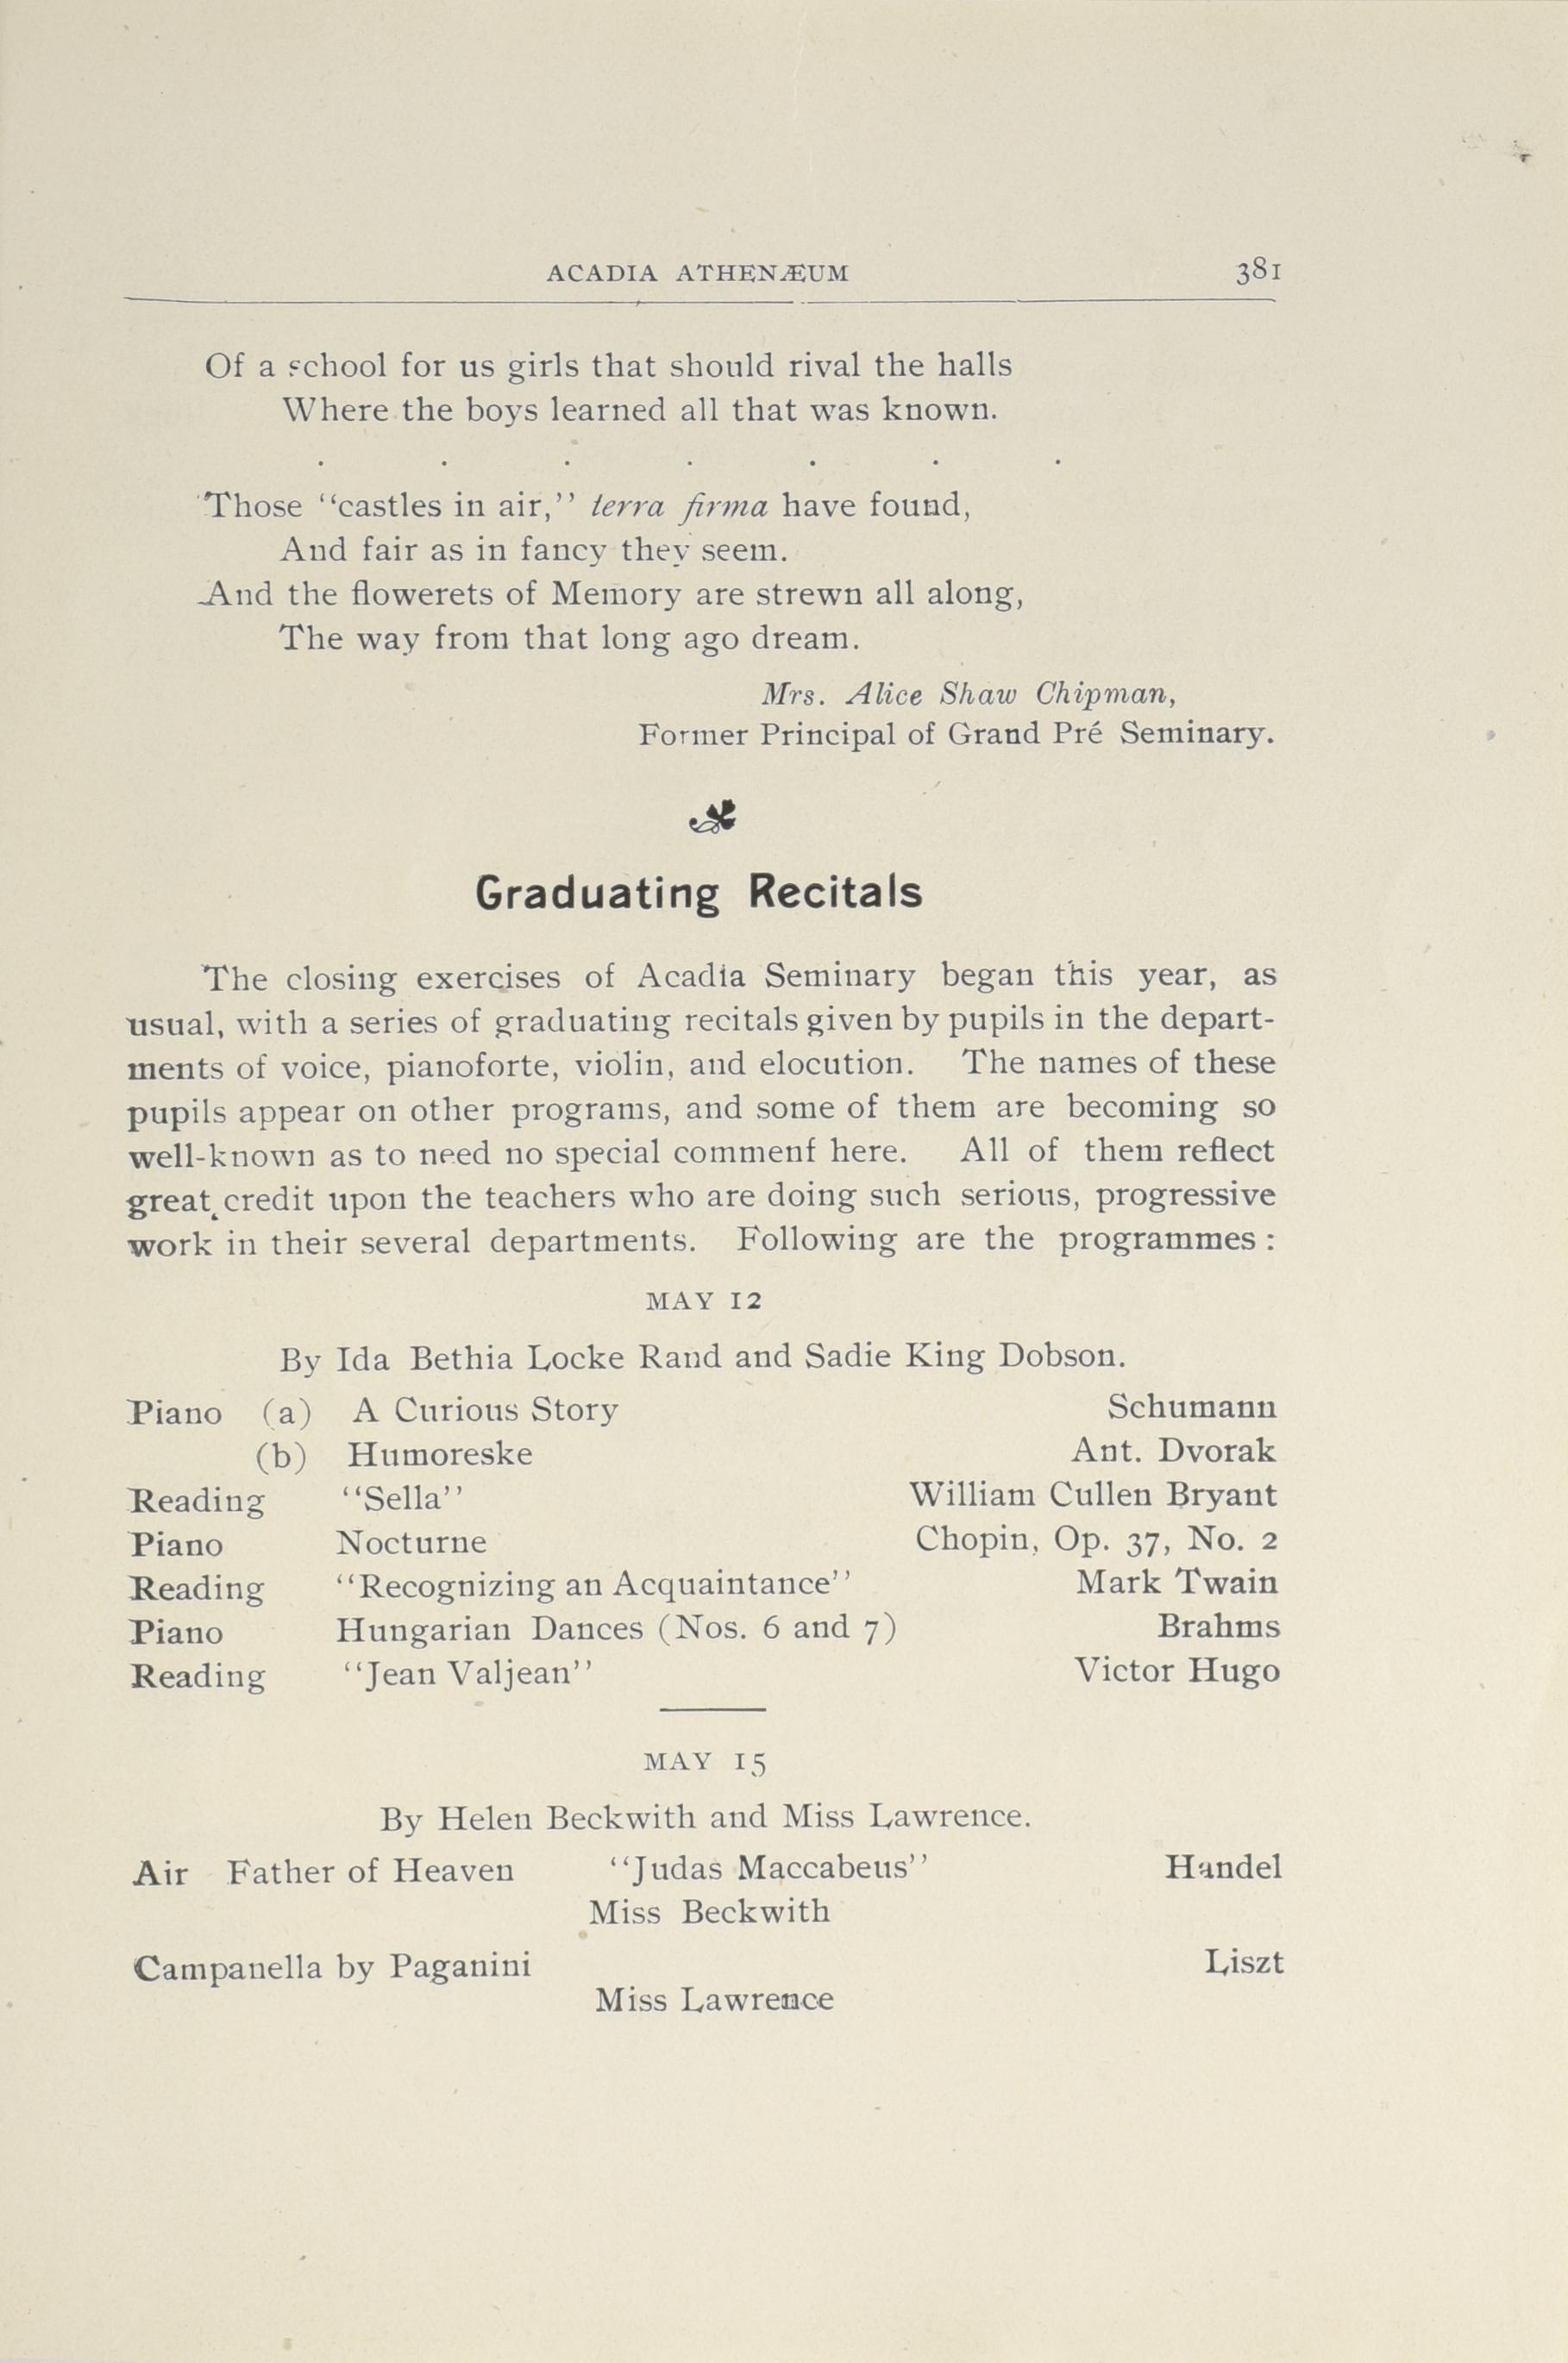 ACADIA ATHENÆUM 381
Of a school for us girls that should rival the halls
Where the boys learned all that was known.
. . . . . . .
Those "castles in air," terra firma have found,
And fair as in fancy they seem.
And the flowerets of Memory are strewn all along,
The way from that long ago dream.
Mrs. Alice Shaw Chipman,
Former Principal of Grand Pré Seminary.
Graduating Recitals
The closing exercises of Acadia Seminary began this year, as
usual, with a series of graduating recitals given by pupils in the depart-
ments of voice, pianoforte, violin, and elocution. The names of these
pupils appear on other programs, and some of them are becoming so
well-known as to need no special comment here. All of them reflect
great credit upon the teachers who are doing such serious, progressive
work in their several departments. Following are the programmes :
MAY 12
By Ida Bethia Locke Rand and Sadie King Dobson.
Piano (a) A Curious Story Schumann
(b) Humoreske Ant. Dvorak
Reading "Sella" William Cullen Bryant
Piano Nocturne Chopin, Op. 37, No. 2
Reading "Recognizing an Acquaintance" Mark Twain
Piano Hungarian Dances (Nos. 6 and 7) Brahms
Reading "Jean Valjean" Victor Hugo
MAY 15
By Helen Beckwith and Miss Lawrence.
Air Father of Heaven "Judas Maccabeus" Handel
Miss Beckwith
Campanella by Paganini Liszt
Miss Lawrence